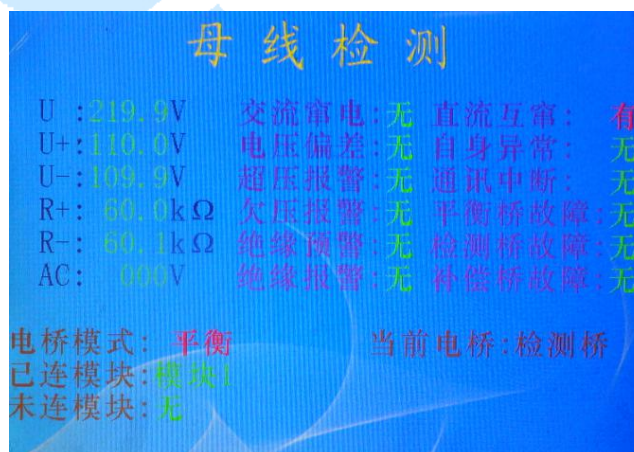 母线检测
U :219.9V 交流窜电:无 直流互窜: 有
U+:110.0V 电压偏差:无 自身异常: 无
U-:109.9V 超压报警:无 通讯中断: 无
R+: 60.0kΩ 欠压报警:无 平衡桥故障:无
R-: 60.1kΩ 绝缘预警:无 检测桥故障:无
AC: 000V 绝缘报警:无 补偿桥故障:无
电桥模式: 平衡 当前电桥:检测桥
已连模块:模块1
未连模块:无